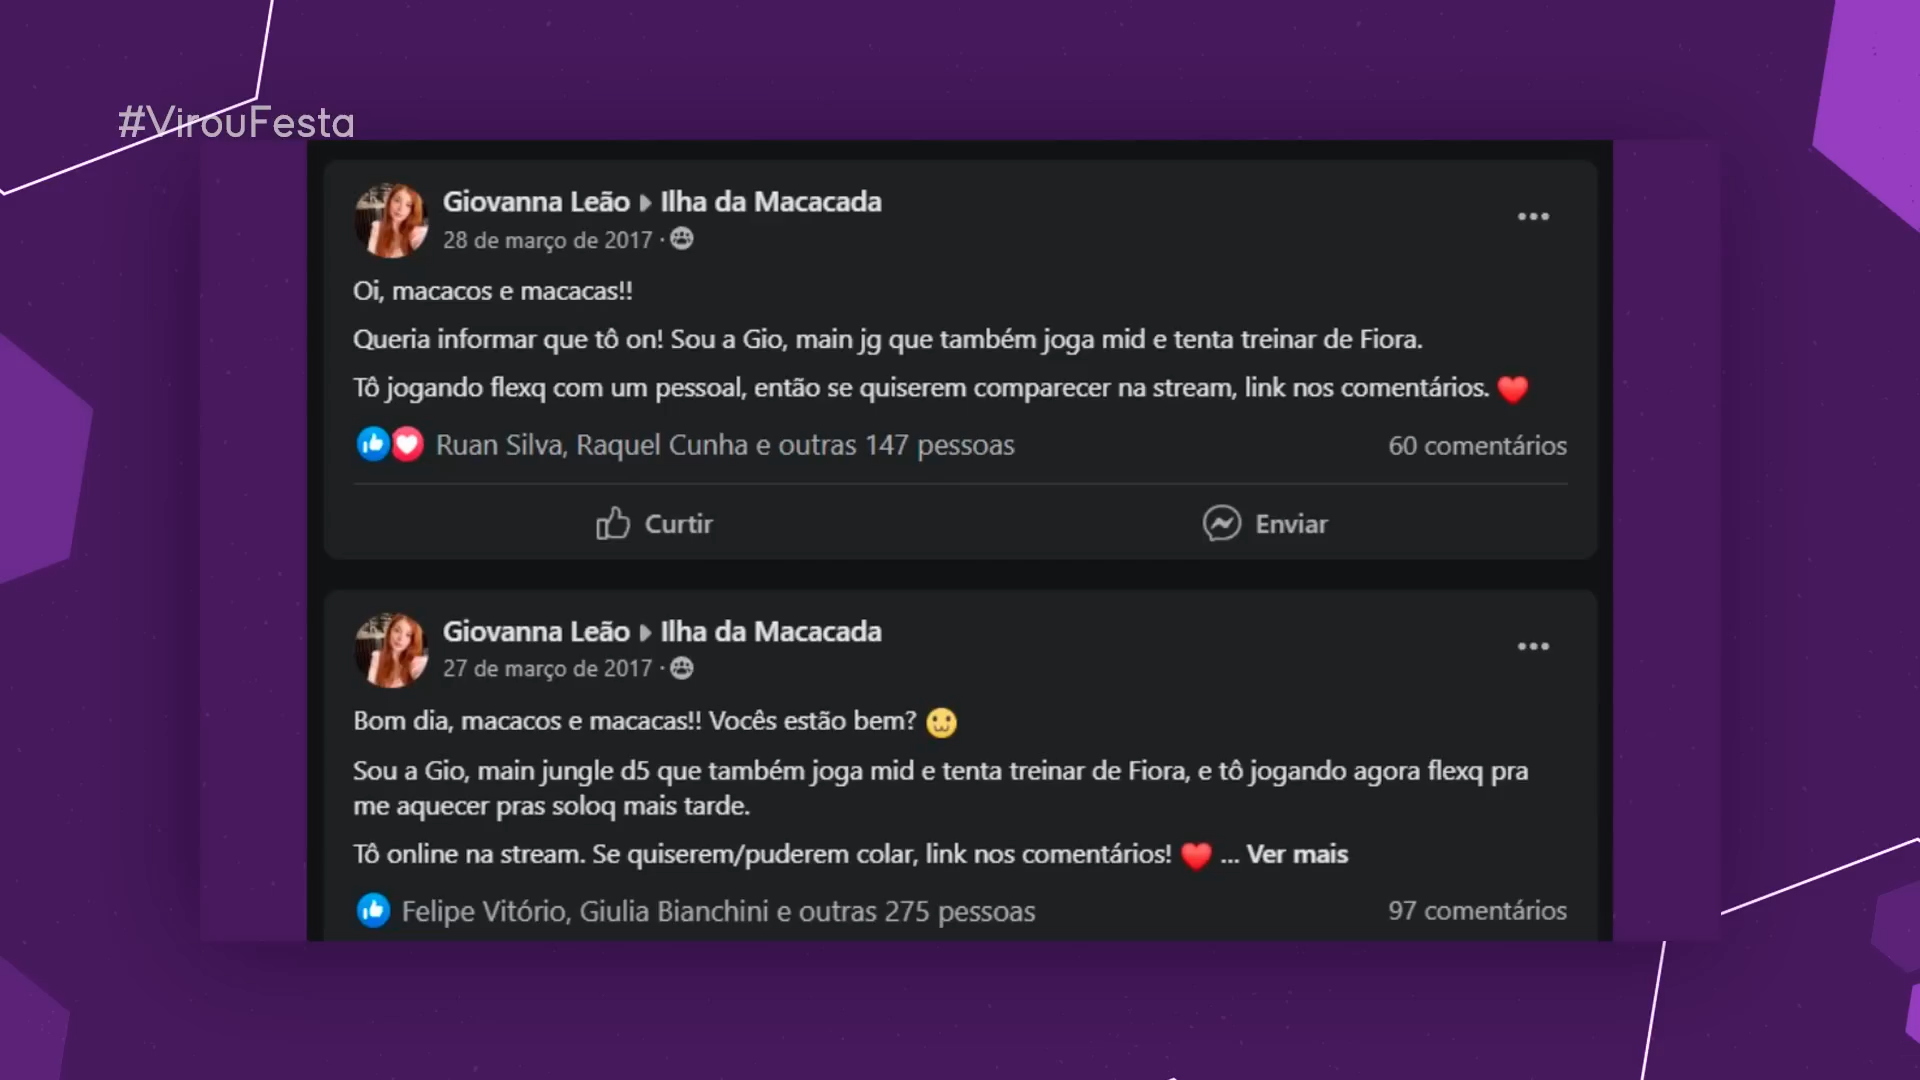 #VirouFesta
Giovanna Leão ▸ Ilha da Macacada
28 de março de 2017 ·
Oi, macacos e macacas!!
Queria informar que tô on! Sou a Gio, main jg que também joga mid e tenta treinar de Fiora.
Tô jogando flexq com um pessoal, então se quiserem comparecer na stream, link nos comentários. ❤️
Ruan Silva, Raquel Cunha e outras 147 pessoas
60 comentários
Curtir
Enviar
Giovanna Leão ▸ Ilha da Macacada
27 de março de 2017 ·
Bom dia, macacos e macacas!! Vocês estão bem?
Sou a Gio, main jungle d5 que também joga mid e tenta treinar de Fiora, e tô jogando agora flexq pra
me aquecer pras soloq mais tarde.
Tô online na stream. Se quiserem/puderem colar, link nos comentários! ❤️ ... Ver mais
Felipe Vitório, Giulia Bianchini e outras 275 pessoas
97 comentários